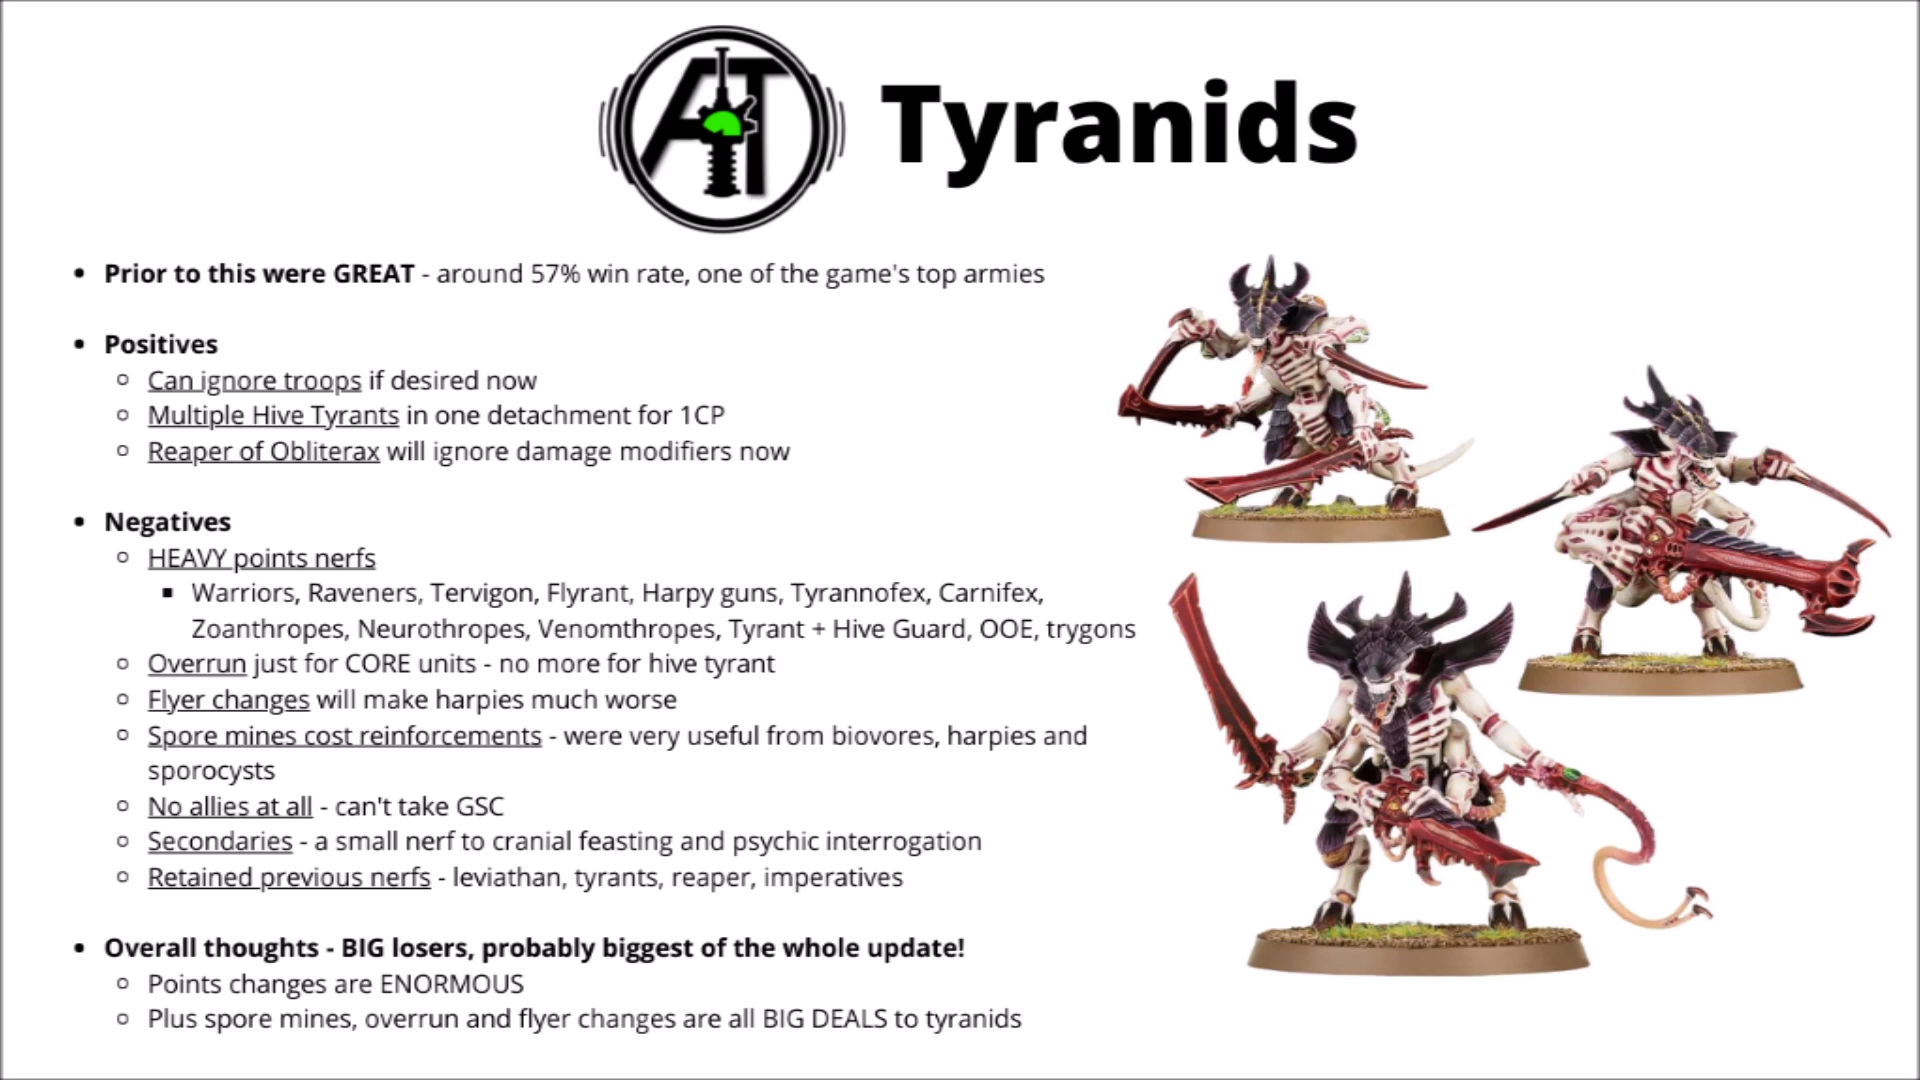 AT
Tyranids
Prior to this were GREAT - around 57% win rate, one of the game's top armies
Positives
Can ignore troops if desired now
Multiple Hive Tyrants in one detachment for 1CP
Reaper of Obliterax will ignore damage modifiers now
Negatives
HEAVY points nerfs
Warriors, Raveners, Tervigon, Flyrant, Harpy guns, Tyrannofex, Carnifex,
Zoanthropes, Neurothropes, Venomthropes, Tyrant + Hive Guard, OOE, trygons
Overrun just for CORE units - no more for hive tyrant
Flyer changes will make harpies much worse
Spore mines cost reinforcements - were very useful from biovores, harpies and
sporocysts
No allies at all - can't take GSC
Secondaries - a small nerf to cranial feasting and psychic interrogation
Retained previous nerfs - leviathan, tyrants, reaper, imperatives
Overall thoughts - BIG losers, probably biggest of the whole update!
Points changes are ENORMOUS
Plus spore mines, overrun and flyer changes are all BIG DEALS to tyranids